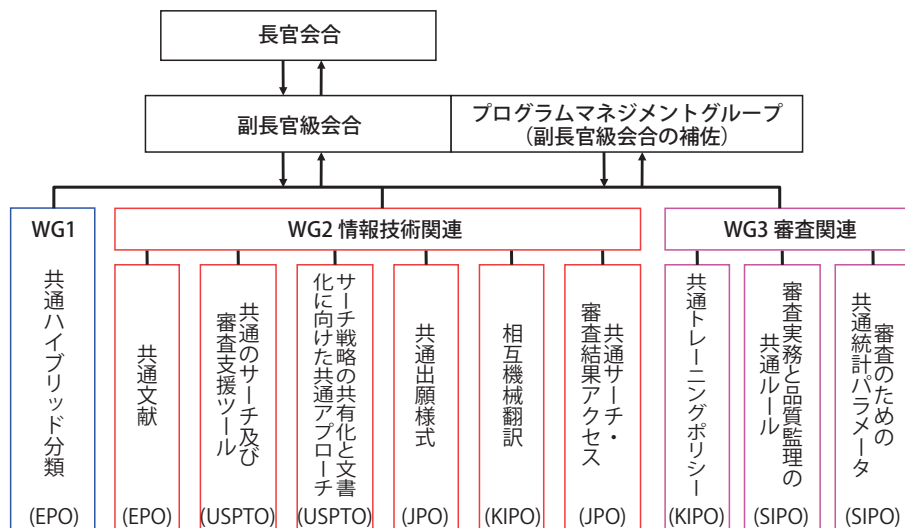 長官会合
副長官級会合
プログラムマネジメントグループ
（副長官級会合の補佐）
WG1
共通ハイブリッド分類
(EPO)
WG2 情報技術関連
共通文献
(EPO)
共通のサーチ及び
審査支援ツール
(USPTO)
サーチ戦略の共有化と文書
化に向けた共通アプローチ
(USPTO)
共通出願様式
(JPO)
相互機械翻訳
(KIPO)
共通サーチ・
審査結果アクセス
(JPO)
WG3 審査関連
共通トレーニングポリシー
(KIPO)
審査実務と品質監理の
共通ルール
(SIPO)
審査のための
共通統計パラメータ
(SIPO)